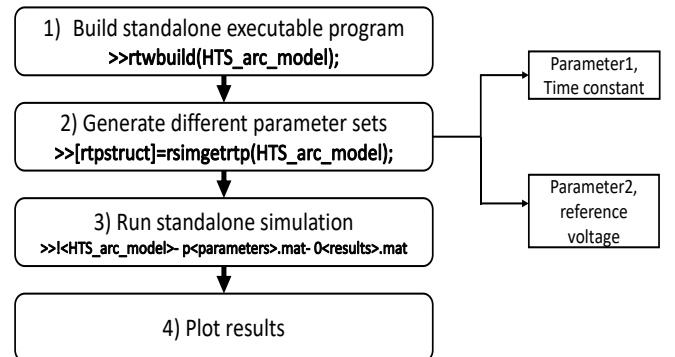 1) Build standalone executable program
>>rtwbuild(HTS_arc_model);
2) Generate different parameter sets
>>[rtpstruct]=rsimgetrtp(HTS_arc_model);
3) Run standalone simulation
>>!<HTS_arc_model>- p<parameters>.mat- 0<results>.mat
4) Plot results
Parameter1,
Time constant
Parameter2,
reference
voltage